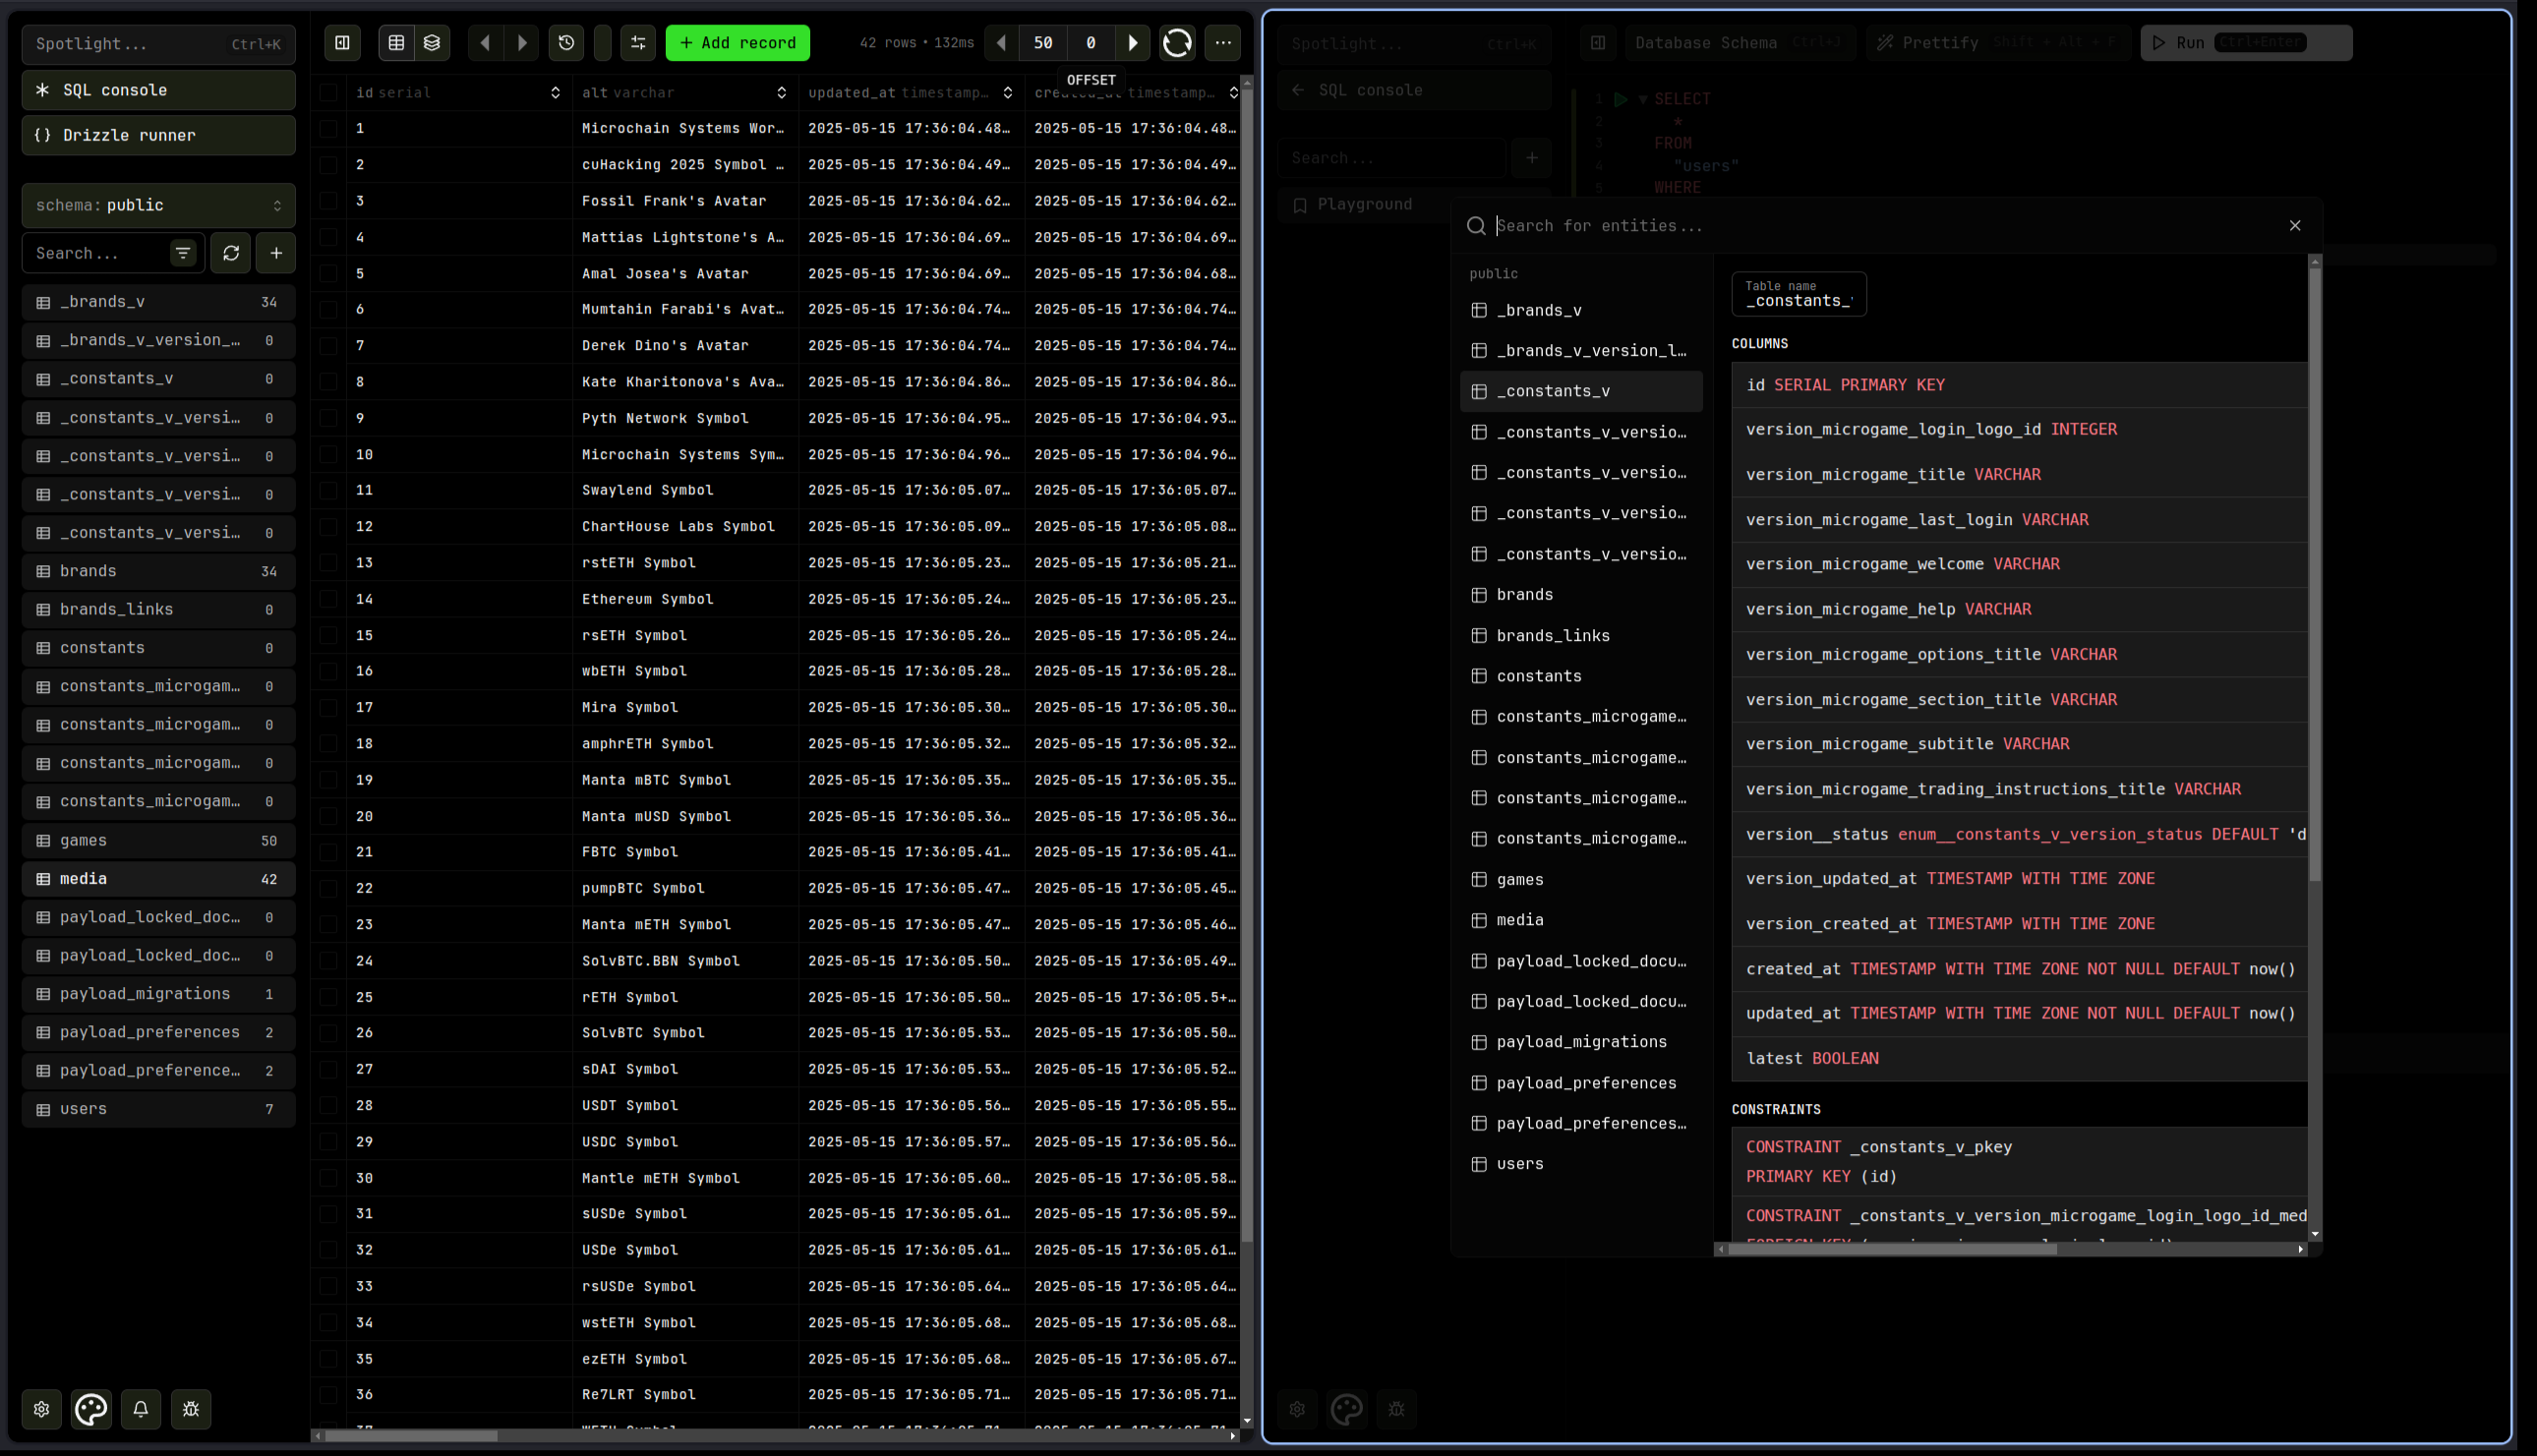 Spotlight... Ctrl+K
SQL console
Drizzle runner
schema: public
Search...
_brands_v 34
_brands_v_version_… 0
_constants_v 0
_constants_v_versi… 0
_constants_v_versi… 0
_constants_v_versi… 0
_constants_v_versi… 0
brands 34
brands_links 0
constants 0
constants_microgam… 0
constants_microgam… 0
constants_microgam… 0
constants_microgam… 0
games 50
media 42
payload_locked_doc… 0
payload_locked_doc… 0
payload_migrations 1
payload_preferences 2
payload_preference… 2
users 7
+ Add record
42 rows • 132ms
50 0
OFFSET
id serial alt varchar updated_at timestamp… created_at timestamp…
1 Microchain Systems Wor… 2025-05-15 17:36:04.48… 2025-05-15 17:36:04.48…
2 cuHacking 2025 Symbol … 2025-05-15 17:36:04.49… 2025-05-15 17:36:04.49…
3 Fossil Frank's Avatar 2025-05-15 17:36:04.62… 2025-05-15 17:36:04.62…
4 Mattias Lightstone's A… 2025-05-15 17:36:04.69… 2025-05-15 17:36:04.69…
5 Amal Josea's Avatar 2025-05-15 17:36:04.69… 2025-05-15 17:36:04.68…
6 Mumtahin Farabi's Avat… 2025-05-15 17:36:04.74… 2025-05-15 17:36:04.74…
7 Derek Dino's Avatar 2025-05-15 17:36:04.74… 2025-05-15 17:36:04.74…
8 Kate Kharitonova's Ava… 2025-05-15 17:36:04.86… 2025-05-15 17:36:04.86…
9 Pyth Network Symbol 2025-05-15 17:36:04.95… 2025-05-15 17:36:04.93…
10 Microchain Systems Sym… 2025-05-15 17:36:04.96… 2025-05-15 17:36:04.96…
11 Swaylend Symbol 2025-05-15 17:36:05.07… 2025-05-15 17:36:05.07…
12 ChartHouse Labs Symbol 2025-05-15 17:36:05.09… 2025-05-15 17:36:05.08…
13 rstETH Symbol 2025-05-15 17:36:05.23… 2025-05-15 17:36:05.21…
14 Ethereum Symbol 2025-05-15 17:36:05.24… 2025-05-15 17:36:05.23…
15 rsETH Symbol 2025-05-15 17:36:05.26… 2025-05-15 17:36:05.24…
16 wbETH Symbol 2025-05-15 17:36:05.28… 2025-05-15 17:36:05.28…
17 Mira Symbol 2025-05-15 17:36:05.30… 2025-05-15 17:36:05.30…
18 amphrETH Symbol 2025-05-15 17:36:05.32… 2025-05-15 17:36:05.32…
19 Manta mBTC Symbol 2025-05-15 17:36:05.35… 2025-05-15 17:36:05.35…
20 Manta mUSD Symbol 2025-05-15 17:36:05.36… 2025-05-15 17:36:05.36…
21 FBTC Symbol 2025-05-15 17:36:05.41… 2025-05-15 17:36:05.41…
22 pumpBTC Symbol 2025-05-15 17:36:05.47… 2025-05-15 17:36:05.45…
23 Manta mETH Symbol 2025-05-15 17:36:05.47… 2025-05-15 17:36:05.46…
24 SolvBTC.BBN Symbol 2025-05-15 17:36:05.50… 2025-05-15 17:36:05.49…
25 rETH Symbol 2025-05-15 17:36:05.50… 2025-05-15 17:36:05.5+…
26 SolvBTC Symbol 2025-05-15 17:36:05.53… 2025-05-15 17:36:05.50…
27 sDAI Symbol 2025-05-15 17:36:05.53… 2025-05-15 17:36:05.52…
28 USDT Symbol 2025-05-15 17:36:05.56… 2025-05-15 17:36:05.55…
29 USDC Symbol 2025-05-15 17:36:05.57… 2025-05-15 17:36:05.56…
30 Mantle mETH Symbol 2025-05-15 17:36:05.60… 2025-05-15 17:36:05.58…
31 sUSDe Symbol 2025-05-15 17:36:05.61… 2025-05-15 17:36:05.59…
32 USDe Symbol 2025-05-15 17:36:05.61… 2025-05-15 17:36:05.61…
33 rsUSDe Symbol 2025-05-15 17:36:05.64… 2025-05-15 17:36:05.64…
34 wstETH Symbol 2025-05-15 17:36:05.68… 2025-05-15 17:36:05.68…
35 ezETH Symbol 2025-05-15 17:36:05.68… 2025-05-15 17:36:05.67…
36 Re7LRT Symbol 2025-05-15 17:36:05.71… 2025-05-15 17:36:05.71…
Spotlight... Ctrl+K
SQL console
Search...
Playground
Database Schema Ctrl+J Prettify Shift + Alt + F Run Ctrl+Enter
1 SELECT
2 *
3 FROM
4 "users"
5 WHERE
Search for entities...
public
_brands_v
_brands_v_version_l…
_constants_v
_constants_v_versio…
_constants_v_versio…
_constants_v_versio…
_constants_v_versio…
brands
brands_links
constants
constants_microgame…
constants_microgame…
constants_microgame…
constants_microgame…
games
media
payload_locked_docu…
payload_locked_docu…
payload_migrations
payload_preferences
payload_preferences…
users
Table name
_constants_
COLUMNS
id SERIAL PRIMARY KEY
version_microgame_login_logo_id INTEGER
version_microgame_title VARCHAR
version_microgame_last_login VARCHAR
version_microgame_welcome VARCHAR
version_microgame_help VARCHAR
version_microgame_options_title VARCHAR
version_microgame_section_title VARCHAR
version_microgame_subtitle VARCHAR
version_microgame_trading_instructions_title VARCHAR
version__status enum__constants_v_version_status DEFAULT 'd
version_updated_at TIMESTAMP WITH TIME ZONE
version_created_at TIMESTAMP WITH TIME ZONE
created_at TIMESTAMP WITH TIME ZONE NOT NULL DEFAULT now()
updated_at TIMESTAMP WITH TIME ZONE NOT NULL DEFAULT now()
latest BOOLEAN
CONSTRAINTS
CONSTRAINT _constants_v_pkey
PRIMARY KEY (id)
CONSTRAINT _constants_v_version_microgame_login_logo_id_med